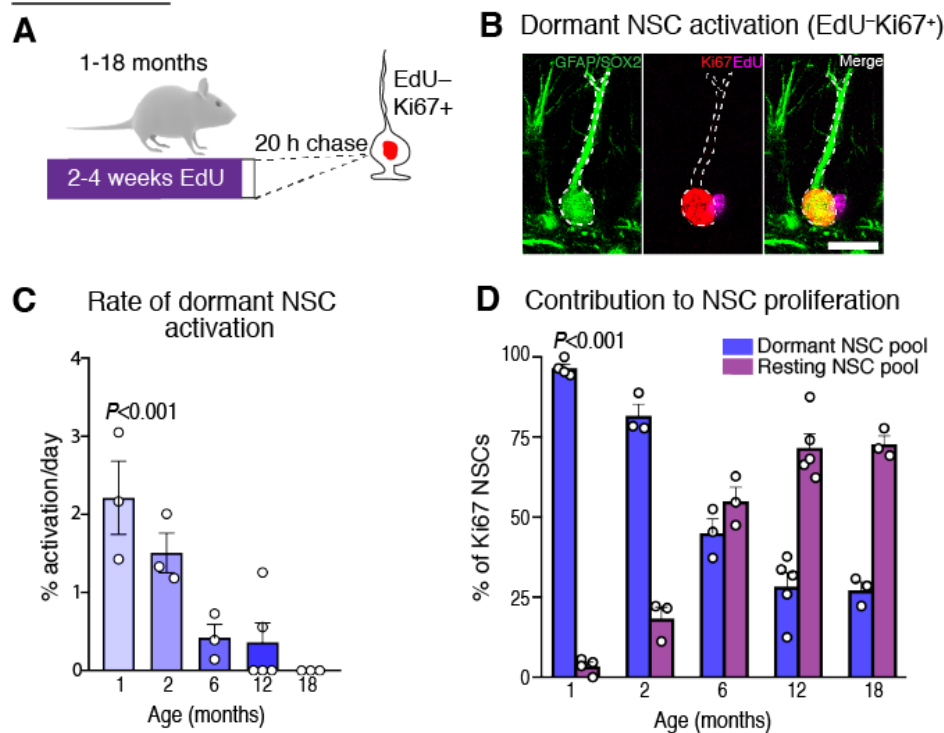 A
1-18 months
EdU–
Ki67+
20 h chase
2-4 weeks EdU
B Dormant NSC activation (EdU⁻Ki67⁺)
GFAP/SOX2
Ki67EdU
Merge
C Rate of dormant NSC
activation
4
3
2
1
0
P<0.001
% activation/day
1 2 6 12 18
Age (months)
D Contribution to NSC proliferation
100
75
50
25
0
P<0.001
Dormant NSC pool
Resting NSC pool
% of Ki67 NSCs
1 2 6 12 18
Age (months)